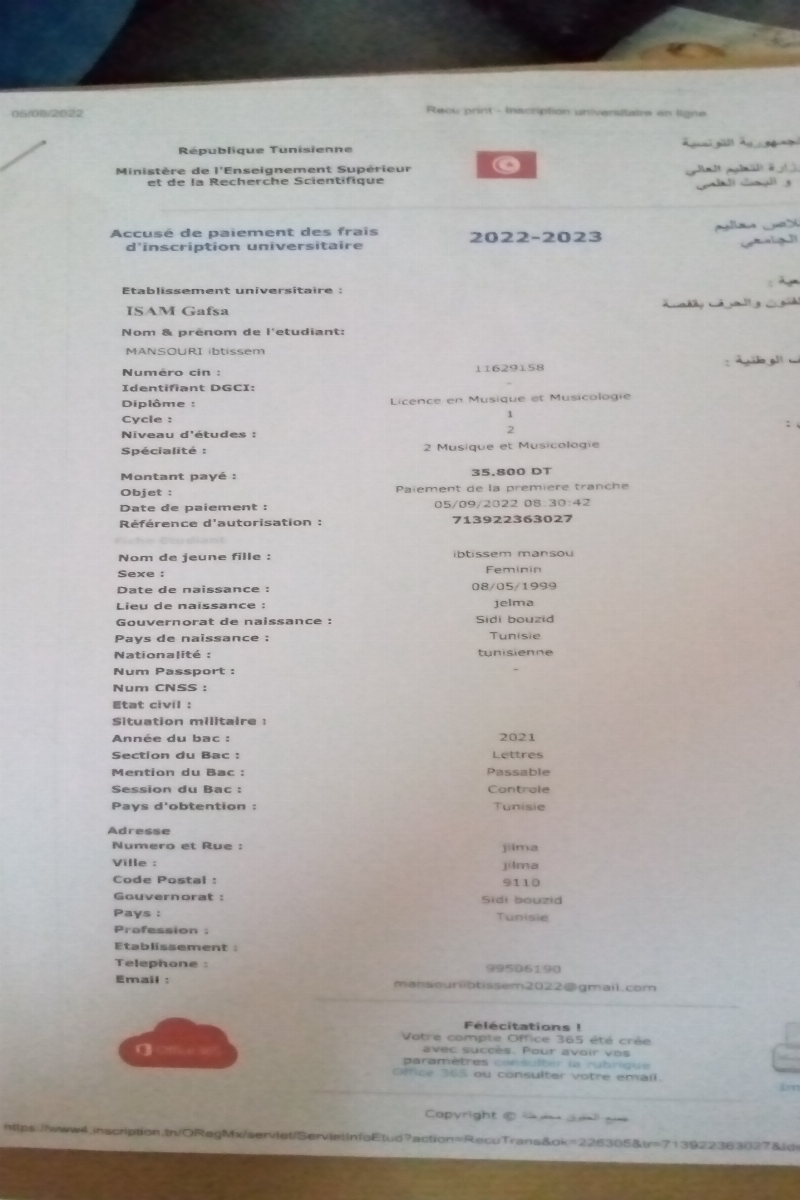 05/09/2022
Recu print - Inscription universitaire en ligne
République Tunisienne
Ministère de l'Enseignement Supérieur
et de la Recherche Scientifique
الجمهورية التونسية
وزارة التعليم العالي
و البحث العلمي
Accusé de paiement des frais
d'inscription universitaire
2022-2023
معاليم
الجامعي
Etablissement universitaire :
ISAM Gafsa
الفنون والحرف بقفصة
Nom & prénom de l'etudiant:
MANSOURI ibtissem
الوطنية :
Numéro cin :
11629158
Identifiant DGCI:
-
Diplôme :
Licence en Musique et Musicologie
Cycle :
1
Niveau d'études :
2
Spécialité :
2 Musique et Musicologie
Montant payé :
35.800 DT
Objet :
Paiement de la premiere tranche
Date de paiement :
05/09/2022 08:30:42
Référence d'autorisation :
713922363027
Fiche Etudiant
Nom de jeune fille :
ibtissem mansou
Sexe :
Feminin
Date de naissance :
08/05/1999
Lieu de naissance :
jelma
Gouvernorat de naissance :
Sidi bouzid
Pays de naissance :
Tunisie
Nationalité :
tunisienne
Num Passport :
-
Num CNSS :
Etat civil :
Situation militaire :
Année du bac :
2021
Section du Bac :
Lettres
Mention du Bac :
Passable
Session du Bac :
Controle
Pays d'obtention :
Tunisie
Adresse
Numero et Rue :
jilma
Ville :
jilma
Code Postal :
9110
Gouvernorat :
Sidi bouzid
Pays :
Tunisie
Profession :
Etablissement :
Telephone :
99506190
Email :
mansouriibtissem2022@gmail.com
Office 365
Félécitations !
Votre compte Office 365 été crée
avec succès. Pour avoir vos
paramètres consulter la rubrique
Office 365 ou consulter votre email.
Copyright © جميع الحقوق محفوظة
https://www4.inscription.tn/ORegMx/servlet/ServletInfoEtud?action=RecuTrans&ok=226305&tr=713922363027&id